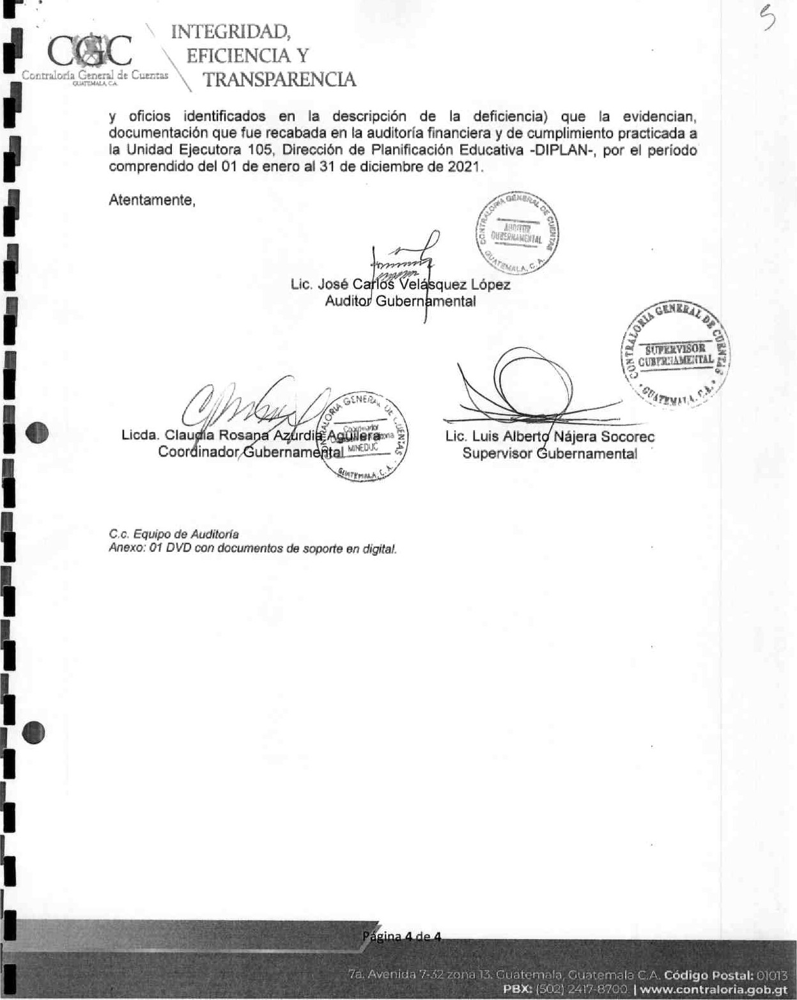 5
CGC
Contraloría General de Cuentas
GUATEMALA, C.A.
INTEGRIDAD,
EFICIENCIA Y
TRANSPARENCIA
y oficios identificados en la descripción de la deficiencia) que la evidencian,
documentación que fue recabada en la auditoría financiera y de cumplimiento practicada a
la Unidad Ejecutora 105, Dirección de Planificación Educativa -DIPLAN-, por el período
comprendido del 01 de enero al 31 de diciembre de 2021.
Atentamente,
CONTRALORIA GENERAL DE CUENTAS
AUDITOR
GUBERNAMENTAL
GUATEMALA, C. A.
Lic. José Carlos Velásquez López
Auditor Gubernamental
CONTRALORIA GENERAL DE CUENTAS
SUPERVISOR
GUBERNAMENTAL
GUATEMALA, C.A.
CONTRALORIA GENERAL DE CUENTAS
Coordinador
MINEDUC
GUATEMALA, C. A.
Licda. Claudia Rosana Azurdia Aguilera
Coordinador Gubernamental
Lic. Luis Alberto Nájera Socorec
Supervisor Gubernamental
C.c. Equipo de Auditoría
Anexo: 01 DVD con documentos de soporte en digital.
Página 4 de 4
7a. Avenida 7-32 zona 13. Guatemala, Guatemala C.A. Código Postal: 01013
PBX: (502) 2417-8700 | www.contraloria.gob.gt